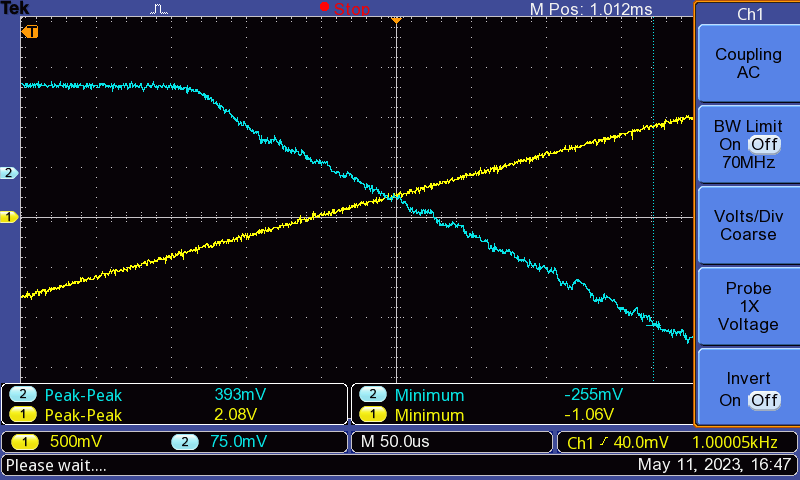 Tek Stop M Pos: 1.012ms
Ch1
T
Coupling
AC
BW Limit
On Off
70MHz
2
1
Volts/Div
Coarse
Probe
1X
Voltage
Invert
On Off
2 Peak-Peak 393mV
1 Peak-Peak 2.08V
2 Minimum -255mV
1 Minimum -1.06V
1 500mV 2 75.0mV M 50.0us Ch1 40.0mV 1.00005kHz
Please wait.... May 11, 2023, 16:47